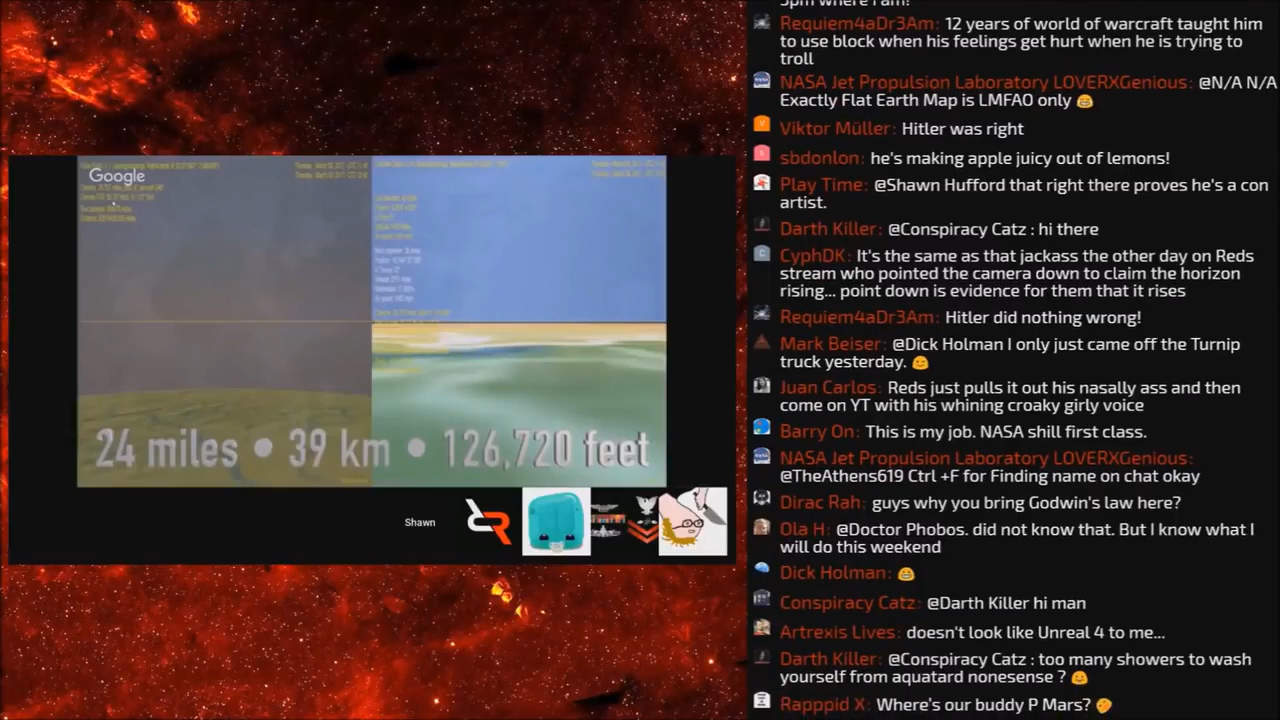 Google
24 miles • 39 km • 126,720 feet
Shawn
Requiem4aDr3Am: 12 years of world of warcraft taught him
to use block when his feelings get hurt when he is trying to
troll
NASA Jet Propulsion Laboratory LOVERXGenious: @N/A N/A
Exactly Flat Earth Map is LMFAO only 😂
Viktor Müller: Hitler was right
sbdonlon: he's making apple juicy out of lemons!
Play Time: @Shawn Hufford that right there proves he's a con
artist.
Darth Killer: @Conspiracy Catz : hi there
CyphDK: It's the same as that jackass the other day on Reds
stream who pointed the camera down to claim the horizon
rising... point down is evidence for them that it rises
Requiem4aDr3Am: Hitler did nothing wrong!
Mark Beiser: @Dick Holman I only just came off the Turnip
truck yesterday. 😊
Juan Carlos: Reds just pulls it out his nasally ass and then
come on YT with his whining croaky girly voice
Barry On: This is my job. NASA shill first class.
NASA Jet Propulsion Laboratory LOVERXGenious:
@TheAthens619 Ctrl +F for Finding name on chat okay
Dirac Rah: guys why you bring Godwin's law here?
Ola H: @Doctor Phobos. did not know that. But I know what I
will do this weekend
Dick Holman: 😂
Conspiracy Catz: @Darth Killer hi man
Artrexis Lives: doesn't look like Unreal 4 to me...
Darth Killer: @Conspiracy Catz : too many showers to wash
yourself from aquatard nonesense ? 😊
Rapppid X: Where's our buddy P Mars? 🤔